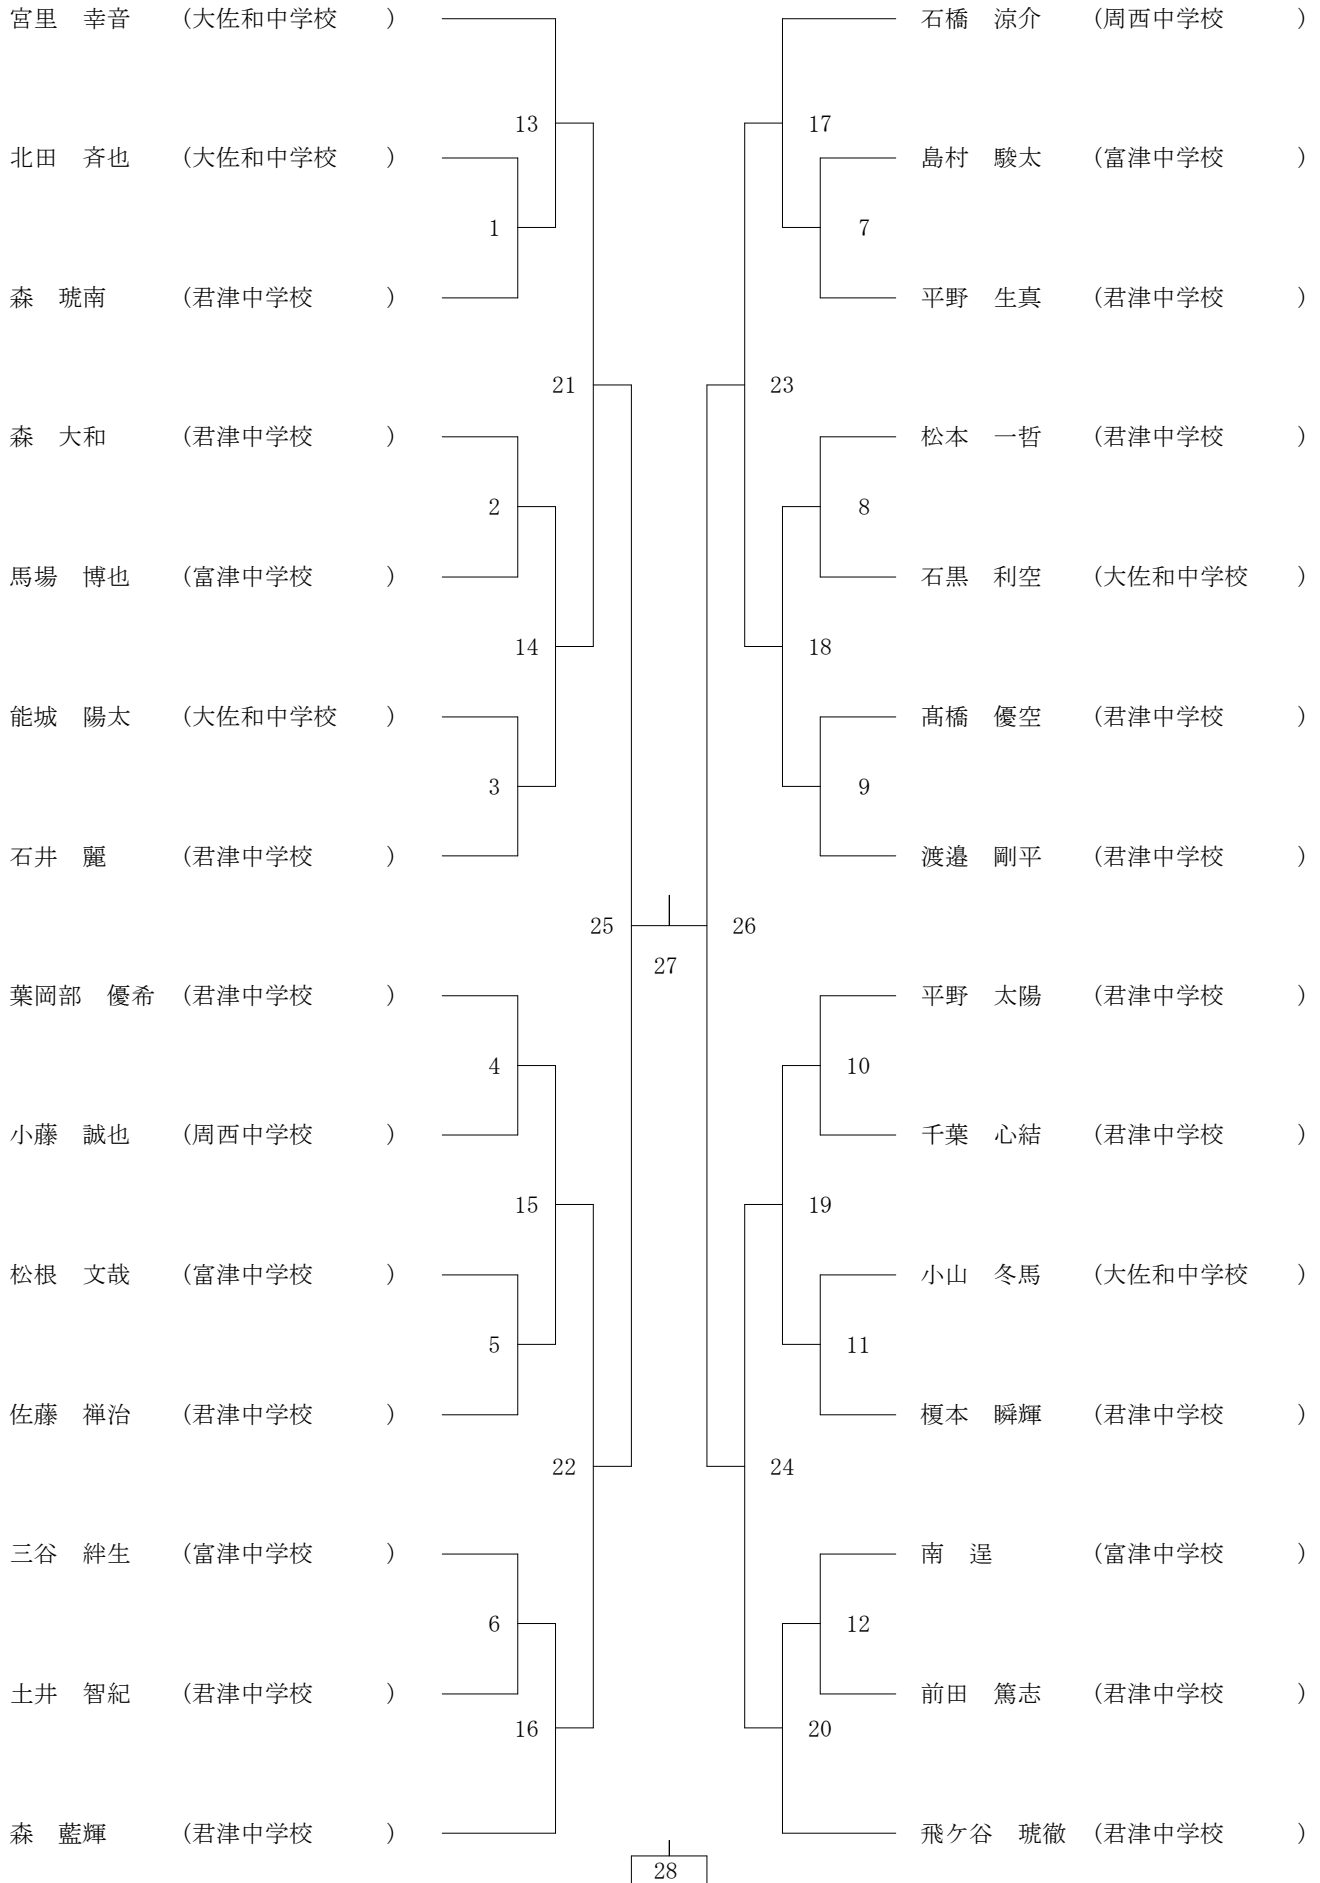 宮里　幸音　　(大佐和中学校　　)　石橋　涼介　　(周西中学校　　　)
13　17
北田　斉也　　(大佐和中学校　　)　島村　駿太　　(富津中学校　　　)
1　7
森　琥南　　　(君津中学校　　　)　平野　生真　　(君津中学校　　　)
21　23
森　大和　　　(君津中学校　　　)　松本　一哲　　(君津中学校　　　)
2　8
馬場　博也　　(富津中学校　　　)　石黒　利空　　(大佐和中学校　　)
14　18
能城　陽太　　(大佐和中学校　　)　髙橋　優空　　(君津中学校　　　)
3　9
石井　麗　　　(君津中学校　　　)　渡邉　剛平　　(君津中学校　　　)
25　26
27
葉岡部　優希　(君津中学校　　　)　平野　太陽　　(君津中学校　　　)
4　10
小藤　誠也　　(周西中学校　　　)　千葉　心結　　(君津中学校　　　)
15　19
松根　文哉　　(富津中学校　　　)　小山　冬馬　　(大佐和中学校　　)
5　11
佐藤　禅治　　(君津中学校　　　)　榎本　瞬輝　　(君津中学校　　　)
22　24
三谷　絆生　　(富津中学校　　　)　南　逞　　　　(富津中学校　　　)
6　12
土井　智紀　　(君津中学校　　　)　前田　篤志　　(君津中学校　　　)
16　20
森　藍輝　　　(君津中学校　　　)　飛ケ谷　琥徹　(君津中学校　　　)
28